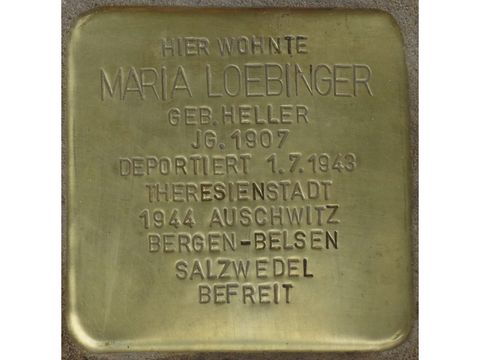 HIER WOHNTE
MARIA LOEBINGER
GEB. HELLER
JG. 1907
DEPORTIERT 1.7.1943
THERESIENSTADT
1944 AUSCHWITZ
BERGEN-BELSEN
SALZWEDEL
BEFREIT